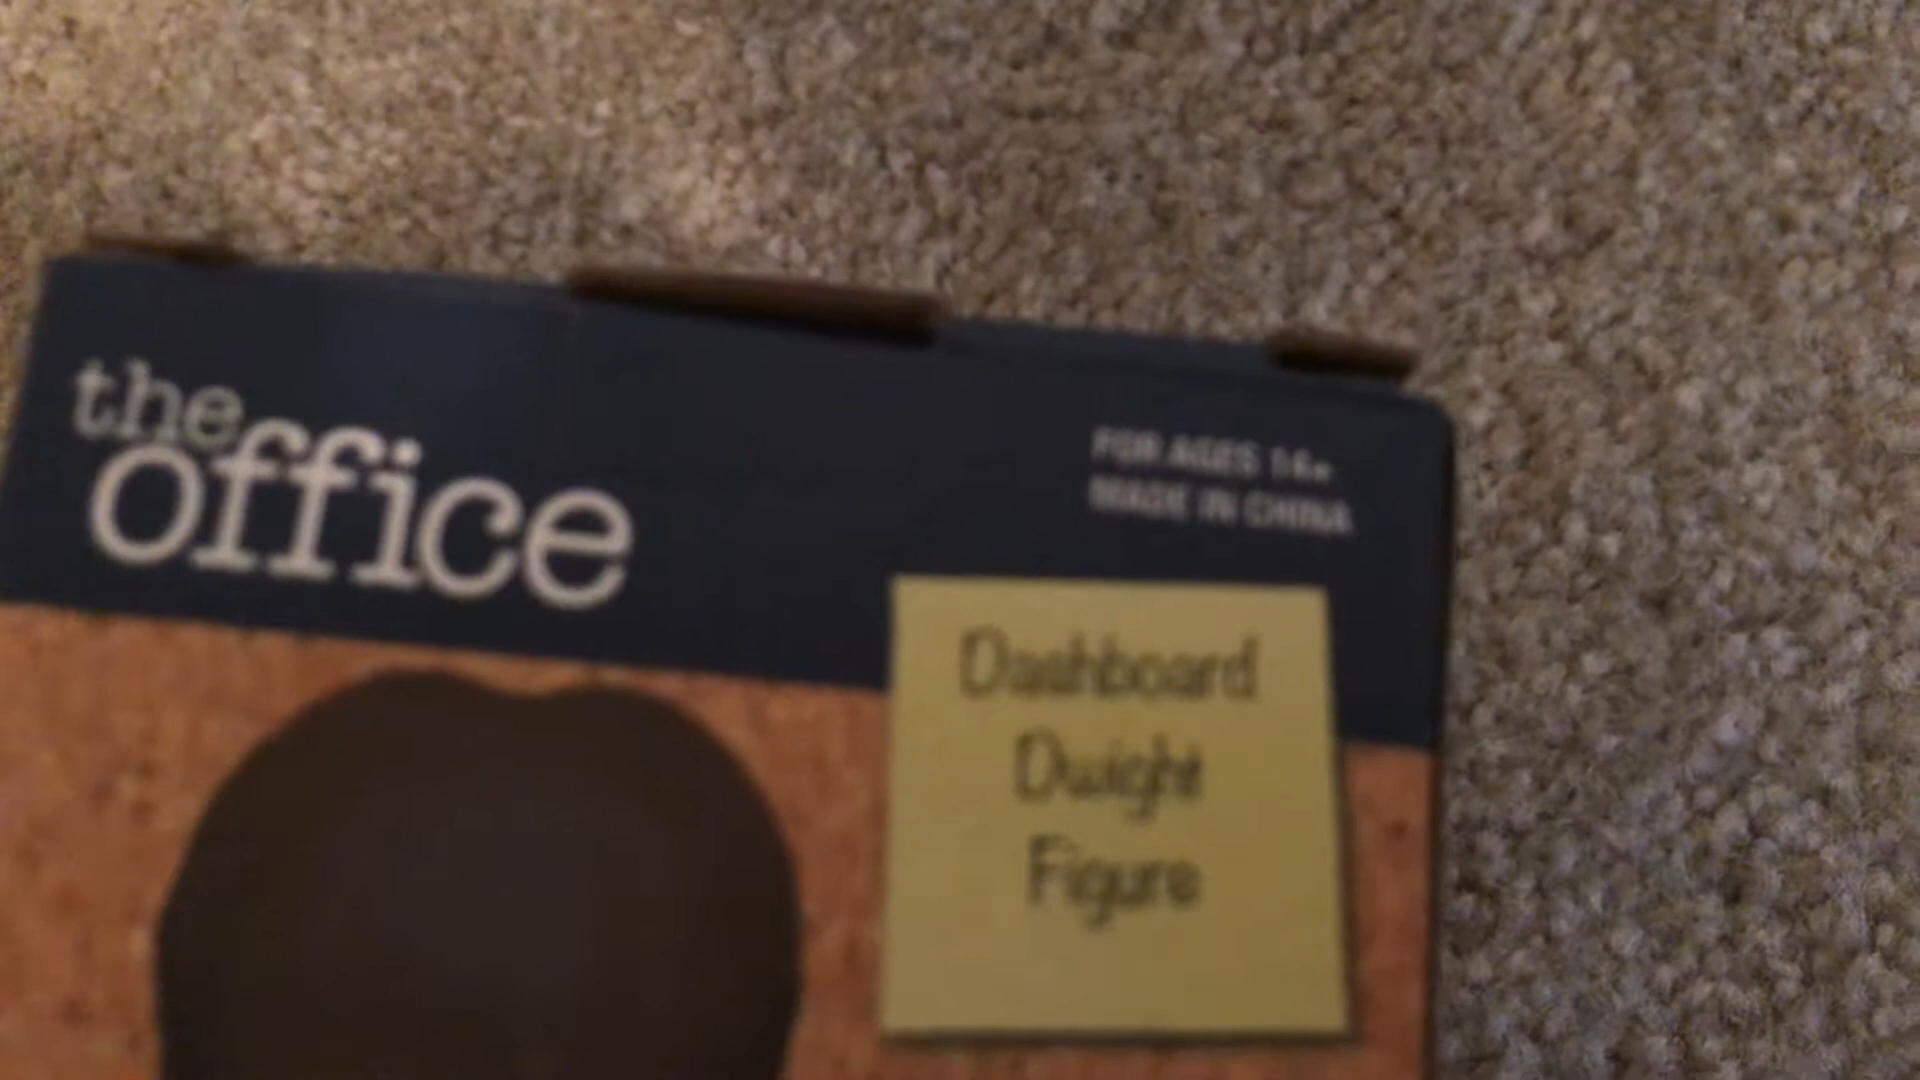 the
office
FOR AGES 14+
MADE IN CHINA
Dashboard
Dwight
Figure